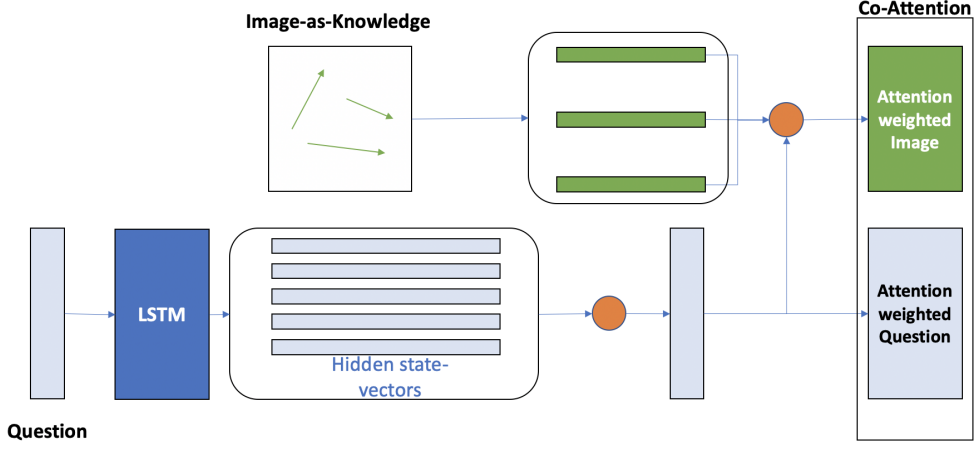 Co-Attention
Image-as-Knowledge
Attention
weighted
Image
LSTM
Hidden state-
vectors
Attention
weighted
Question
Question